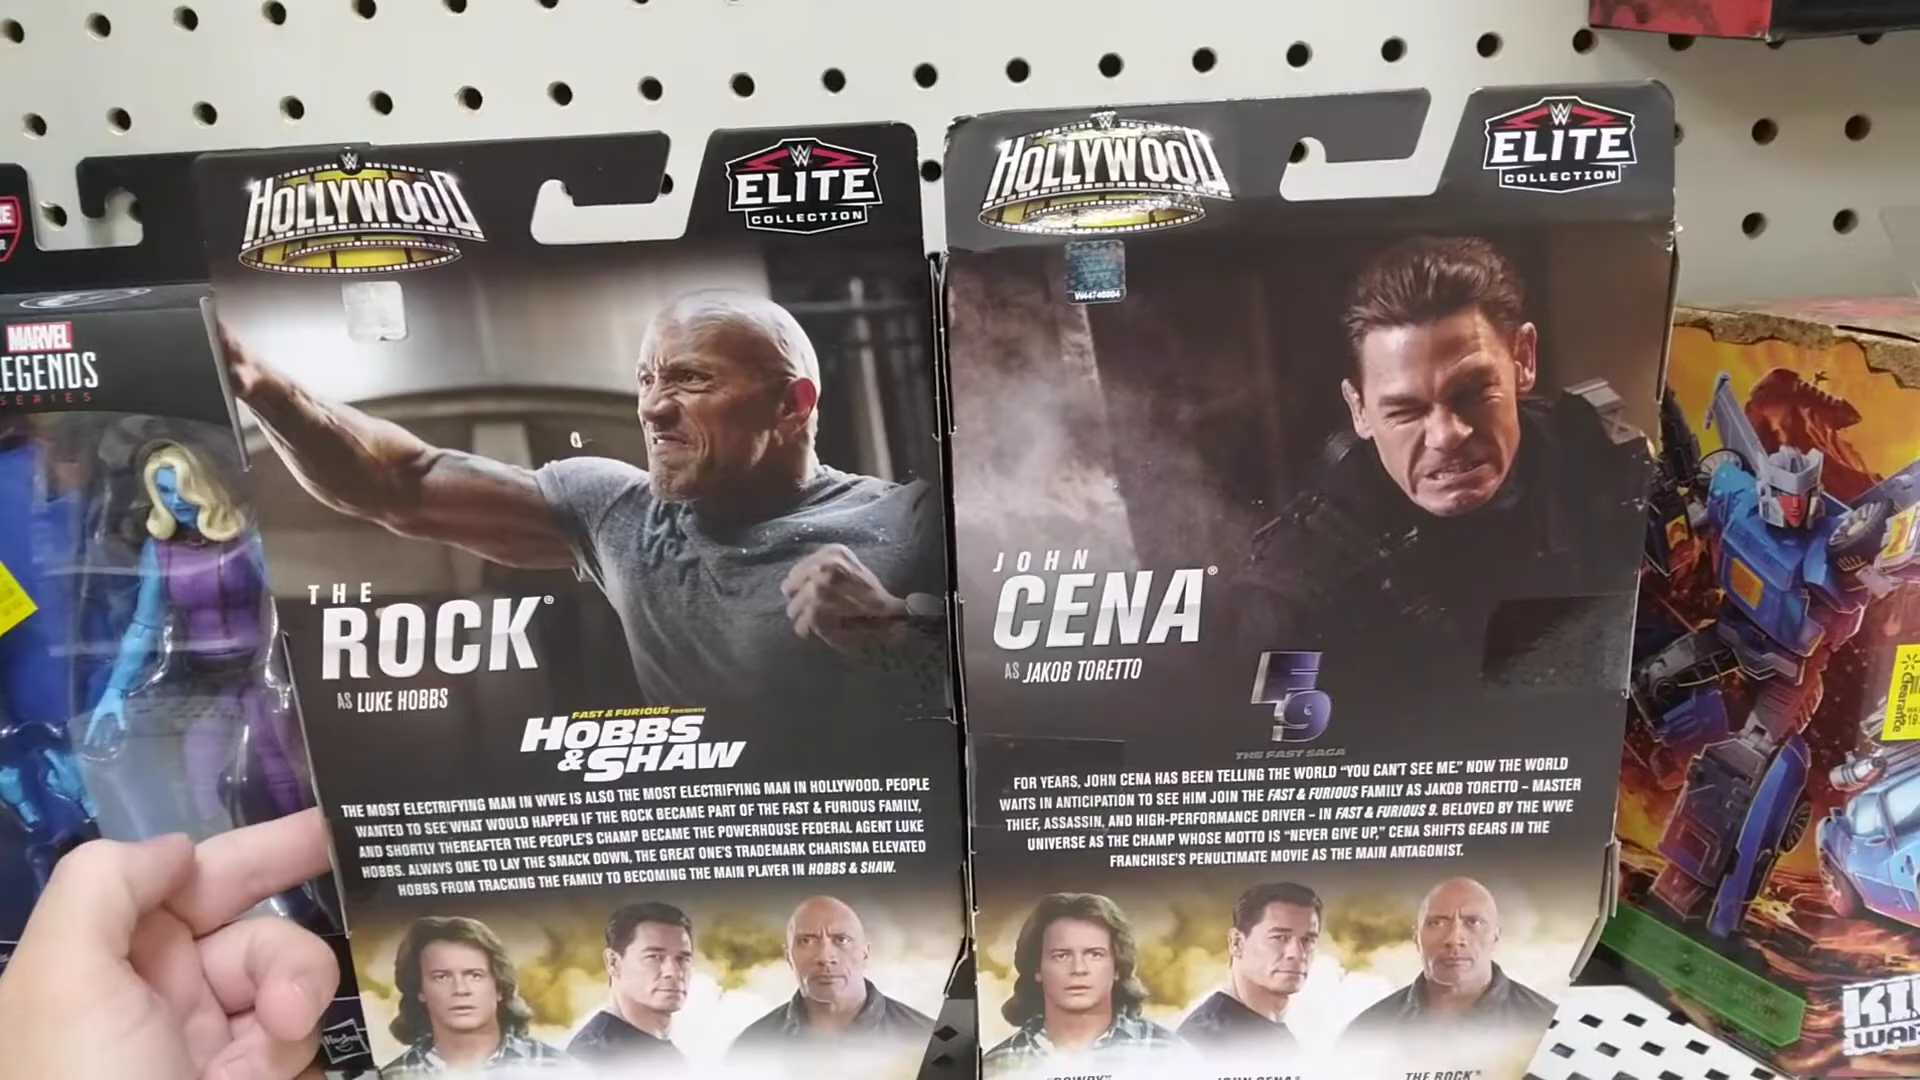 W
HOLLYWOOD
W
ELITE
COLLECTION
THE
ROCK®
AS LUKE HOBBS
FAST & FURIOUS PRESENTS
HOBBS
& SHAW
THE MOST ELECTRIFYING MAN IN WWE IS ALSO THE MOST ELECTRIFYING MAN IN HOLLYWOOD. PEOPLE
WANTED TO SEE WHAT WOULD HAPPEN IF THE ROCK BECAME PART OF THE FAST & FURIOUS FAMILY,
AND SHORTLY THEREAFTER THE PEOPLE'S CHAMP BECAME THE POWERHOUSE FEDERAL AGENT LUKE
HOBBS. ALWAYS ONE TO LAY THE SMACK DOWN, THE GREAT ONE'S TRADEMARK CHARISMA ELEVATED
HOBBS FROM TRACKING THE FAMILY TO BECOMING THE MAIN PLAYER IN HOBBS & SHAW.
W
HOLLYWOOD
W
ELITE
COLLECTION
JOHN
CENA®
AS JAKOB TORETTO
F9
THE FAST SAGA
FOR YEARS, JOHN CENA HAS BEEN TELLING THE WORLD “YOU CAN'T SEE ME.” NOW THE WORLD
WAITS IN ANTICIPATION TO SEE HIM JOIN THE FAST & FURIOUS FAMILY AS JAKOB TORETTO – MASTER
THIEF, ASSASSIN, AND HIGH-PERFORMANCE DRIVER – IN FAST & FURIOUS 9. BELOVED BY THE WWE
UNIVERSE AS THE CHAMP WHOSE MOTTO IS “NEVER GIVE UP,” CENA SHIFTS GEARS IN THE
FRANCHISE'S PENULTIMATE MOVIE AS THE MAIN ANTAGONIST.
"ROWDY"
JOHN CENA®
THE ROCK®
MARVEL
LEGENDS
SERIES
Hasbro
Clearance